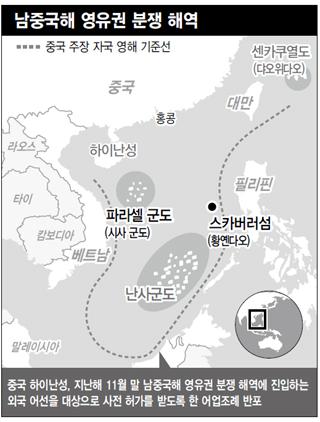 남중국해 영유권 분쟁 해역
중국 주장 자국 영해 기준선
센카쿠열도
(댜오위다오)
중국
대만
홍콩
하이난성
라오스
필리핀
타이
파라셀 군도
(시사 군도)
스카버러섬
(황옌다오)
캄보디아
베트남
난사군도
말레이시아
중국 하이난성, 지난해 11월 말 남중국해 영유권 분쟁 해역에 진입하는
외국 어선을 대상으로 사전 허가를 받도록 한 어업조례 반포